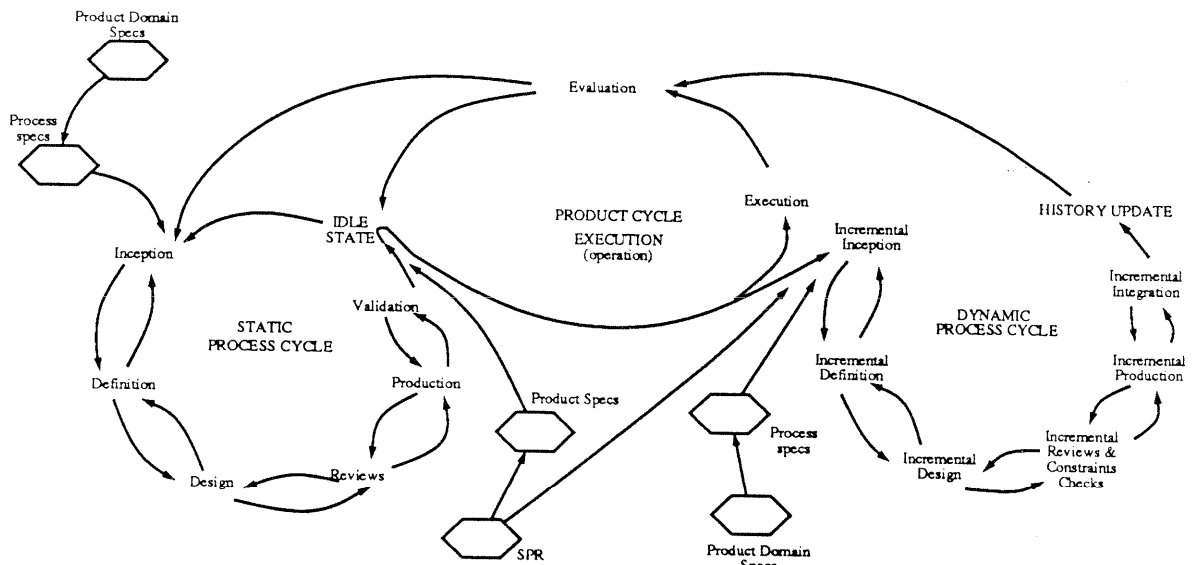 Product Domain
Specs
Process
specs
Evaluation
IDLE
STATE
PRODUCT CYCLE
EXECUTION
(operation)
Execution
HISTORY UPDATE
Incremental
Inception
Inception
Incremental
Integration
Validation
STATIC
PROCESS CYCLE
DYNAMIC
PROCESS CYCLE
Definition
Production
Product Specs
Incremental
Definition
Incremental
Production
Process
specs
Design
Reviews
Incremental
Design
Incremental
Reviews &
Constraints
Checks
SPR
Product Domain
Specs